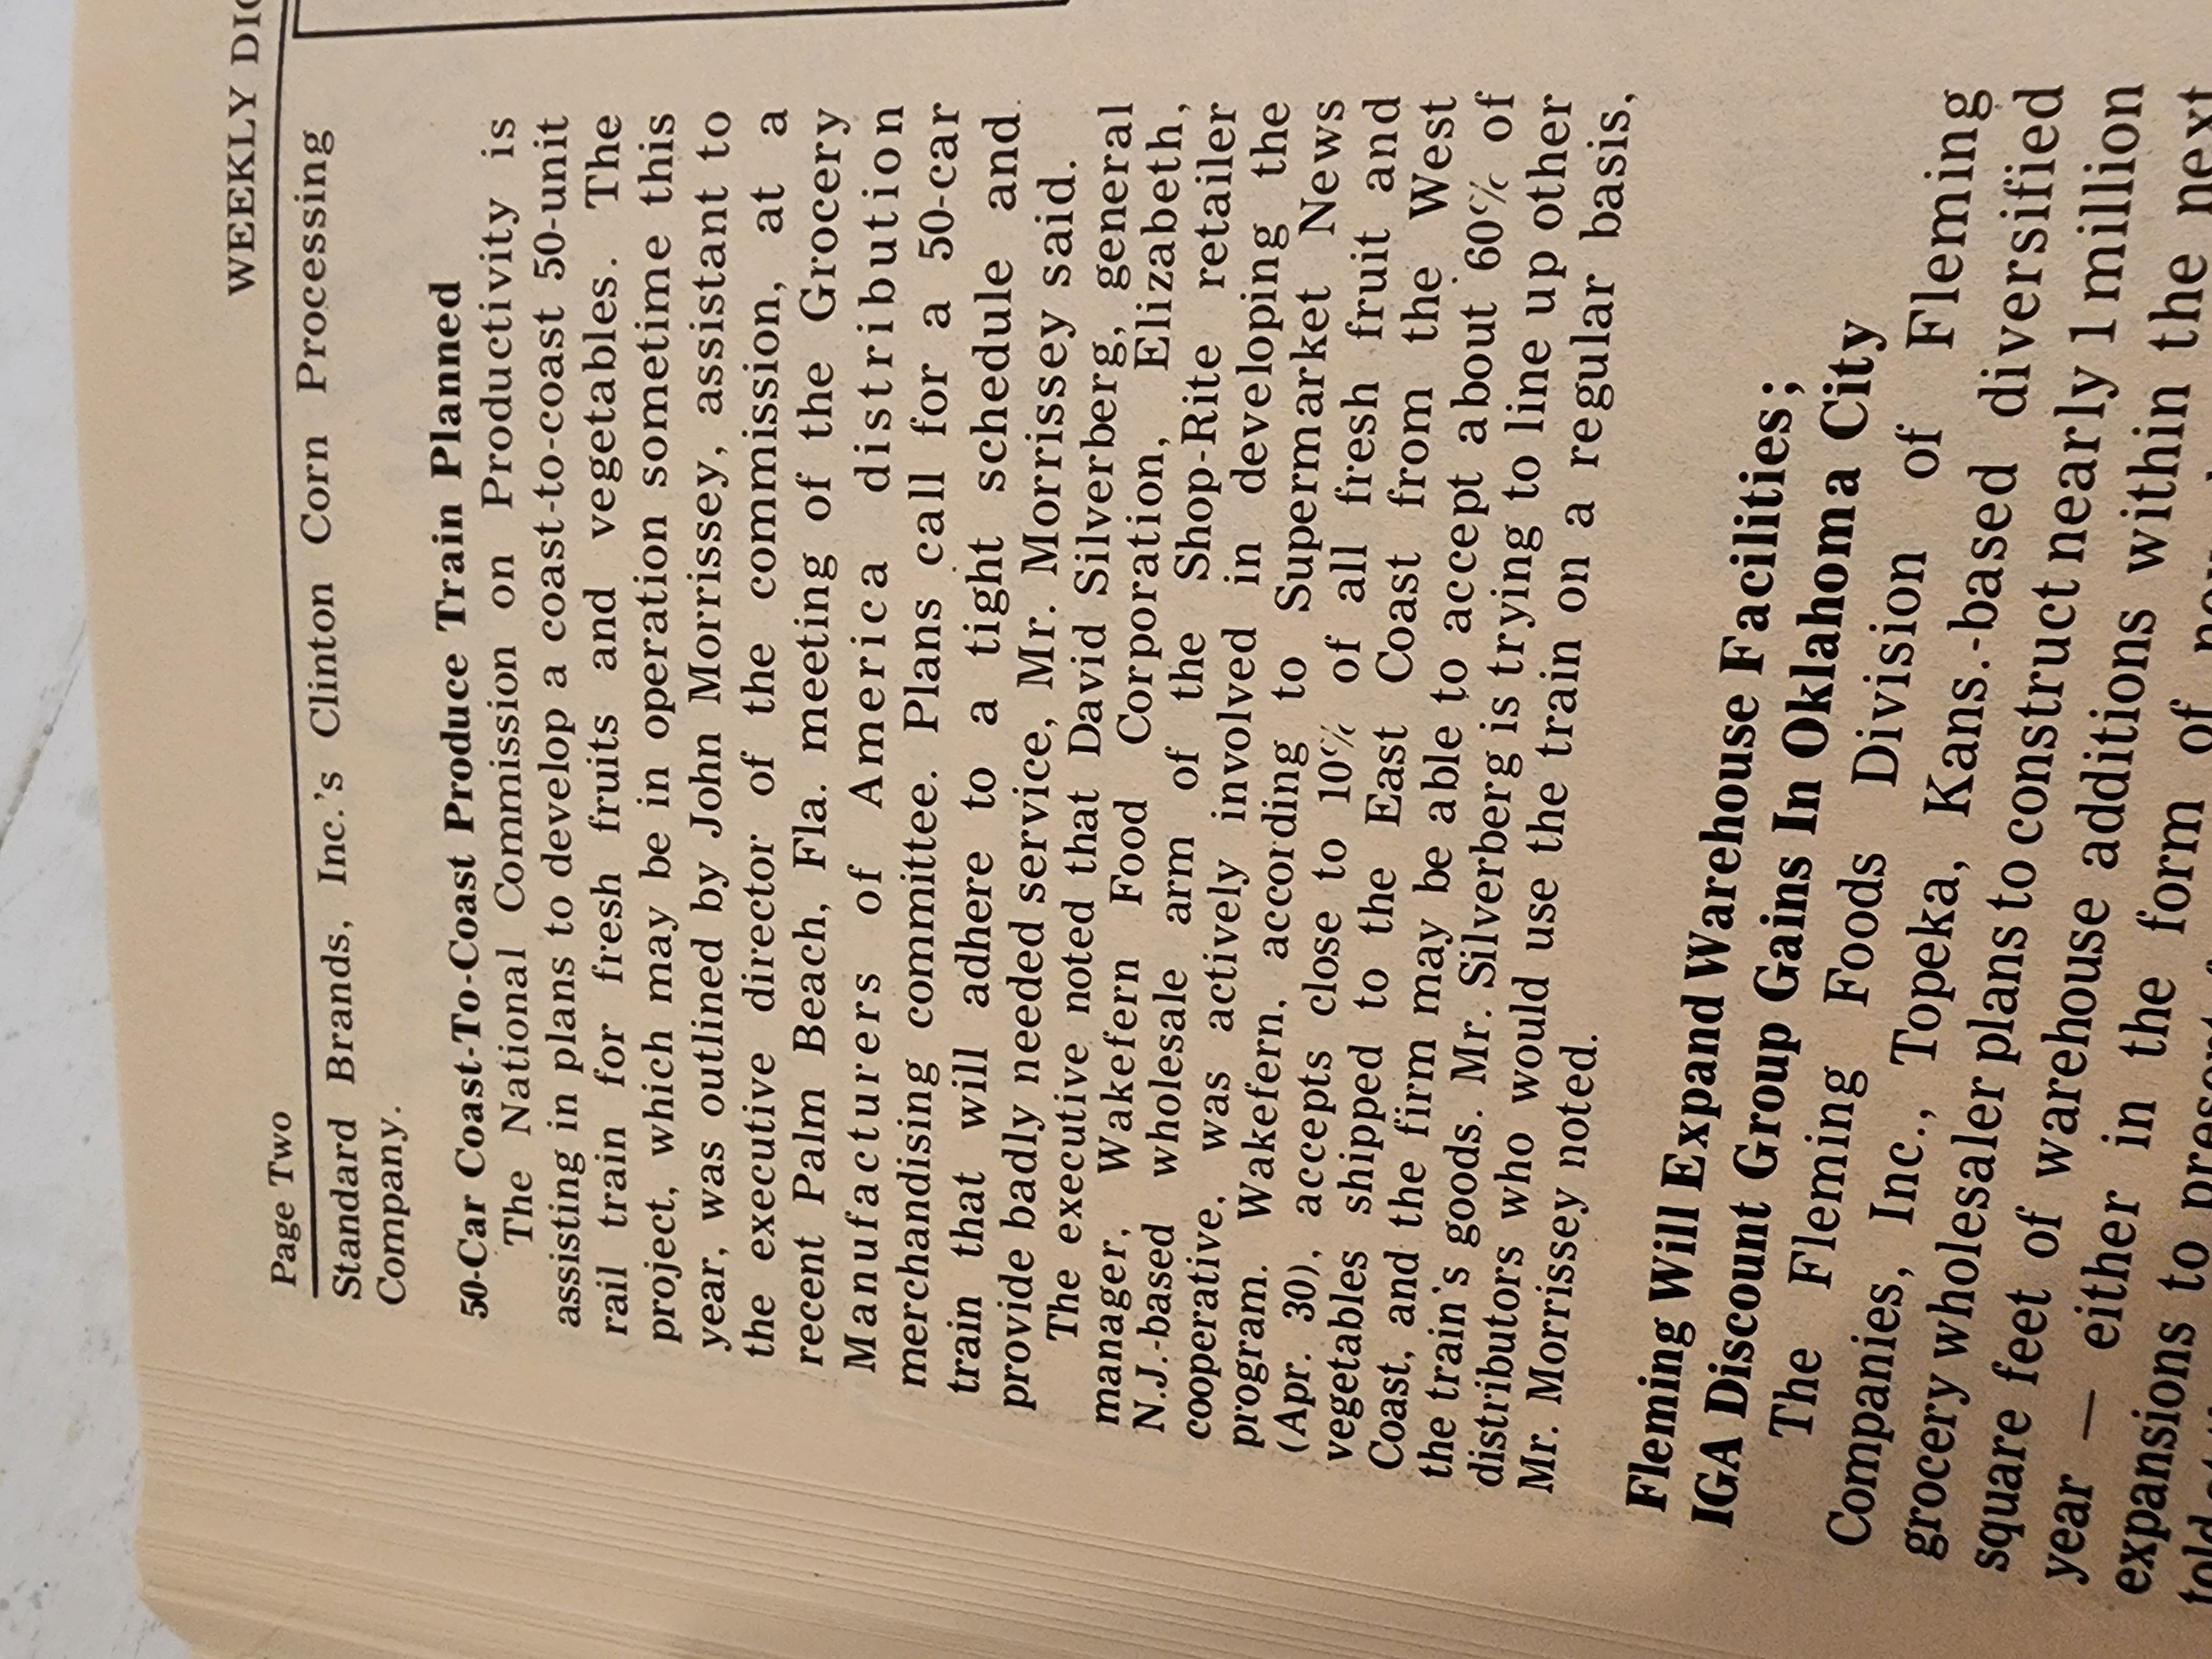 Page Two
WEEKLY DIG
Standard Brands, Inc.'s Clinton Corn Processing
Company.
50-Car Coast-To-Coast Produce Train Planned
The National Commission on Productivity is
assisting in plans to develop a coast-to-coast 50-unit
rail train for fresh fruits and vegetables. The
project, which may be in operation sometime this
year, was outlined by John Morrissey, assistant to
the executive director of the commission, at a
recent Palm Beach, Fla. meeting of the Grocery
Manufacturers of America distribution
merchandising committee. Plans call for a 50-car
train that will adhere to a tight schedule and
provide badly needed service, Mr. Morrissey said.
The executive noted that David Silverberg, general
manager, Wakefern Food Corporation, Elizabeth,
N.J.-based wholesale arm of the Shop-Rite retailer
cooperative, was actively involved in developing the
program. Wakefern, according to Supermarket News
(Apr. 30), accepts close to 10% of all fresh fruit and
vegetables shipped to the East Coast from the West
Coast, and the firm may be able to accept about 60% of
the train's goods. Mr. Silverberg is trying to line up other
distributors who would use the train on a regular basis,
Mr. Morrissey noted.
Fleming Will Expand Warehouse Facilities;
IGA Discount Group Gains In Oklahoma City
The Fleming Foods Division of Fleming
Companies, Inc., Topeka, Kans.-based diversified
grocery wholesaler plans to construct nearly 1 million
square feet of warehouse additions within the next
year — either in the form of
expansions to